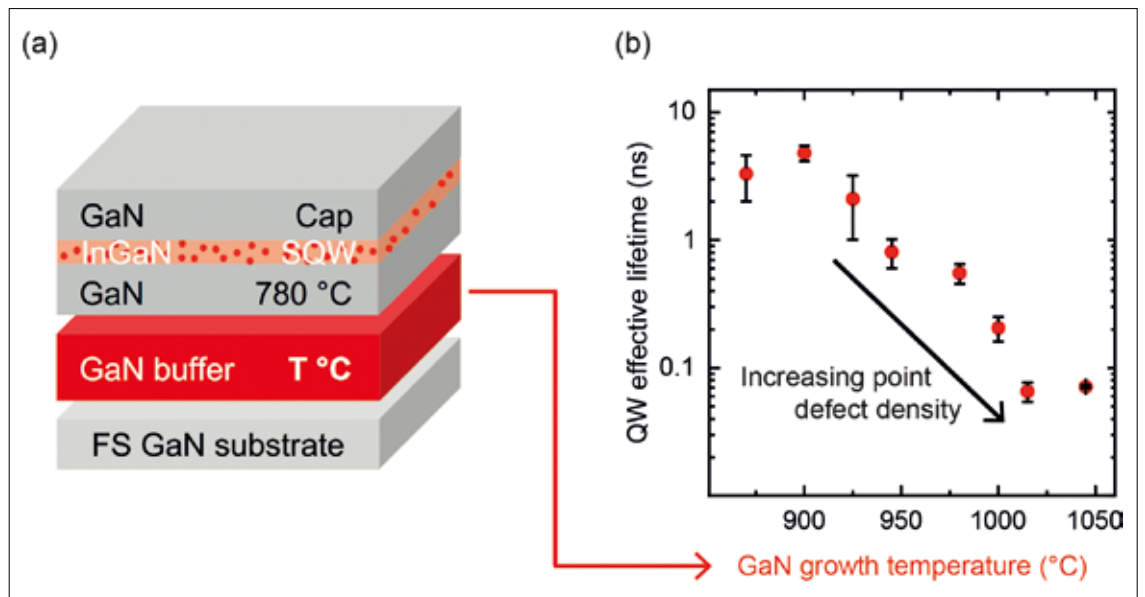 (a)
GaN Cap
InGaN SQW
GaN 780 °C
GaN buffer T °C
FS GaN substrate
(b)
QW effective lifetime (ns)
10
1
0.1
Increasing point
defect density
900 950 1000 1050
GaN growth temperature (°C)